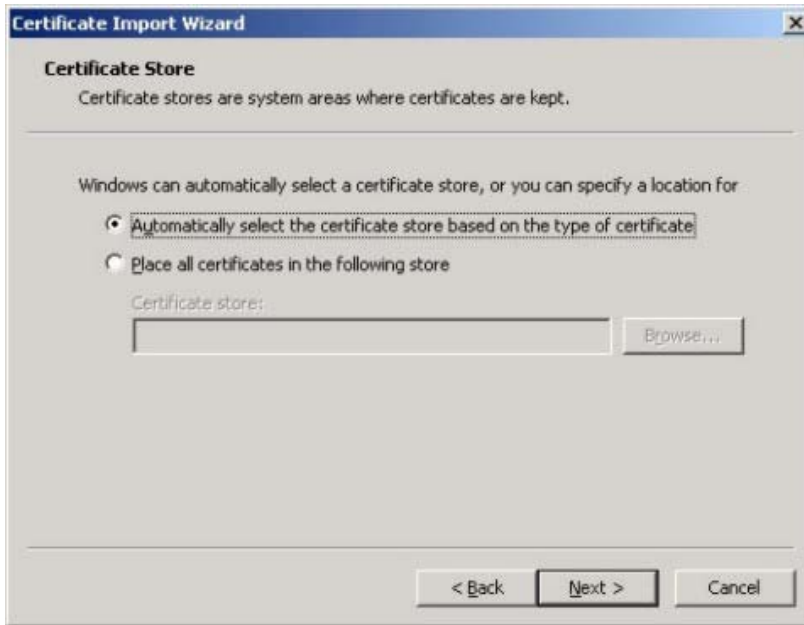 Certificate Import Wizard
Certificate Store
Certificate stores are system areas where certificates are kept.
Windows can automatically select a certificate store, or you can specify a location for
Automatically select the certificate store based on the type of certificate
Place all certificates in the following store
Certificate store:
Browse...
< Back
Next >
Cancel